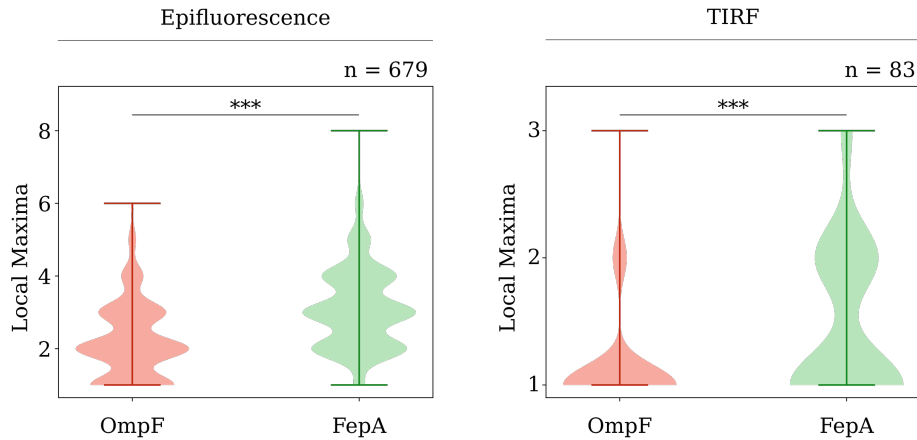 Epifluorescence
n = 679
***
8
6
4
2
Local Maxima
OmpF FepA
TIRF
n = 83
***
3
2
1
Local Maxima
OmpF FepA